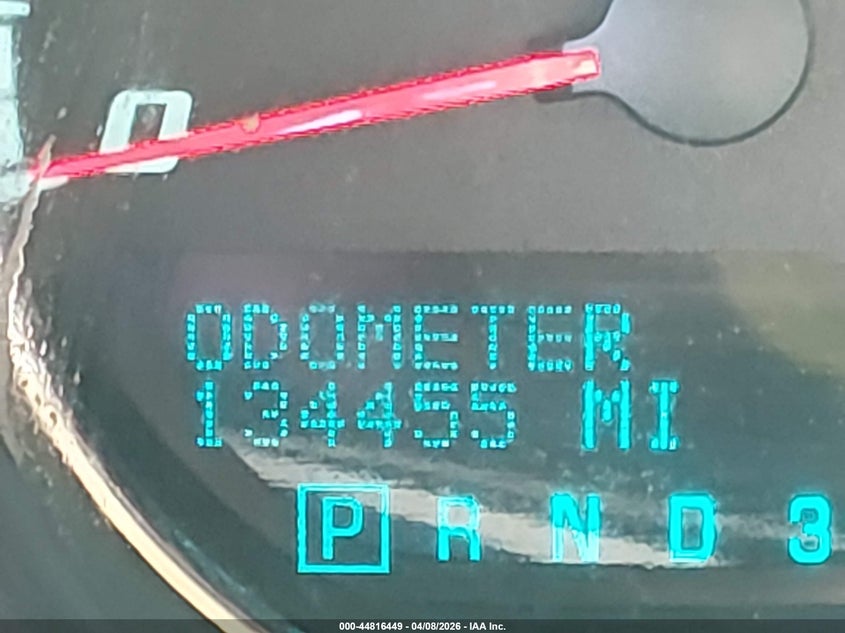 0
ODOMETER
134455 MI
P R N D 3
000-44816449 - 04/08/2026 - IAA Inc.